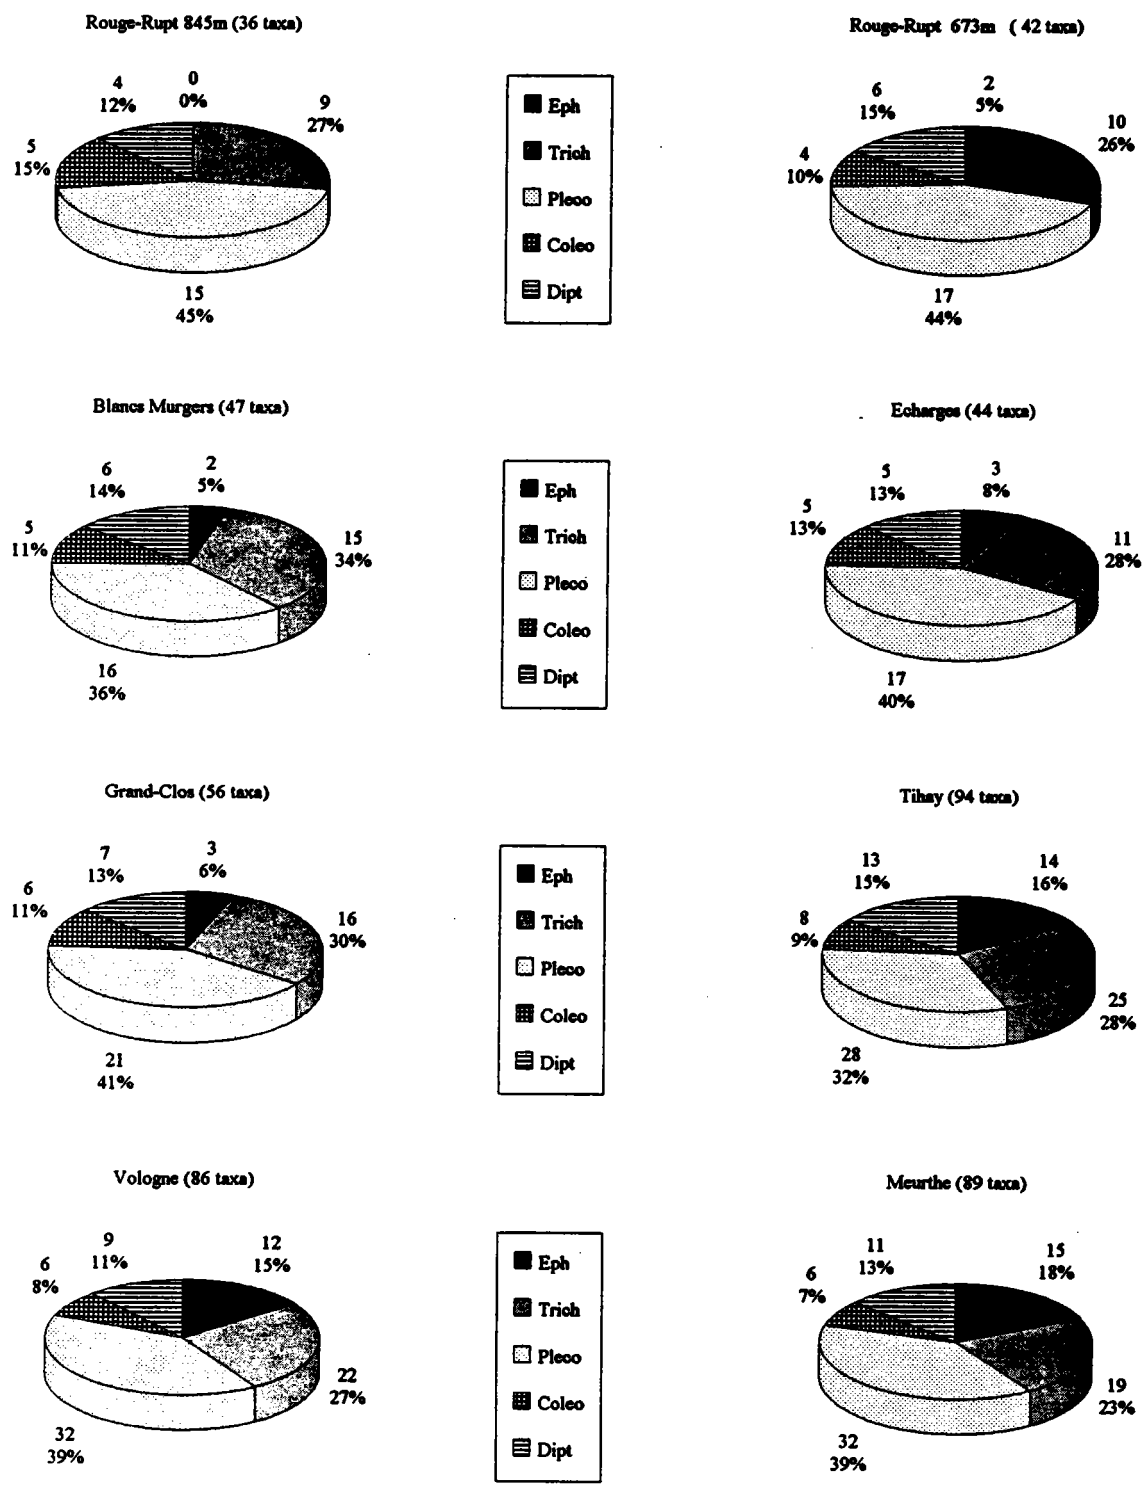 Rouge-Rupt 845m (36 taxa)
0
0%
9
27%
4
12%
5
15%
15
45%
Eph
Trich
Pleco
Coleo
Dipt
Rouge-Rupt 673m ( 42 taxa)
2
5%
10
26%
6
15%
4
10%
17
44%
Blancs Murgers (47 taxa)
2
5%
15
34%
6
14%
5
11%
16
36%
Eph
Trich
Pleco
Coleo
Dipt
Echarges (44 taxa)
3
8%
11
28%
5
13%
5
13%
17
40%
Grand-Clos (56 taxa)
3
6%
16
30%
7
13%
6
11%
21
41%
Eph
Trich
Pleco
Coleo
Dipt
Tihay (94 taxa)
14
16%
25
28%
13
15%
8
9%
28
32%
Vologne (86 taxa)
12
15%
22
27%
9
11%
6
8%
32
39%
Eph
Trich
Pleco
Coleo
Dipt
Meurthe (89 taxa)
15
18%
19
23%
11
13%
6
7%
32
39%